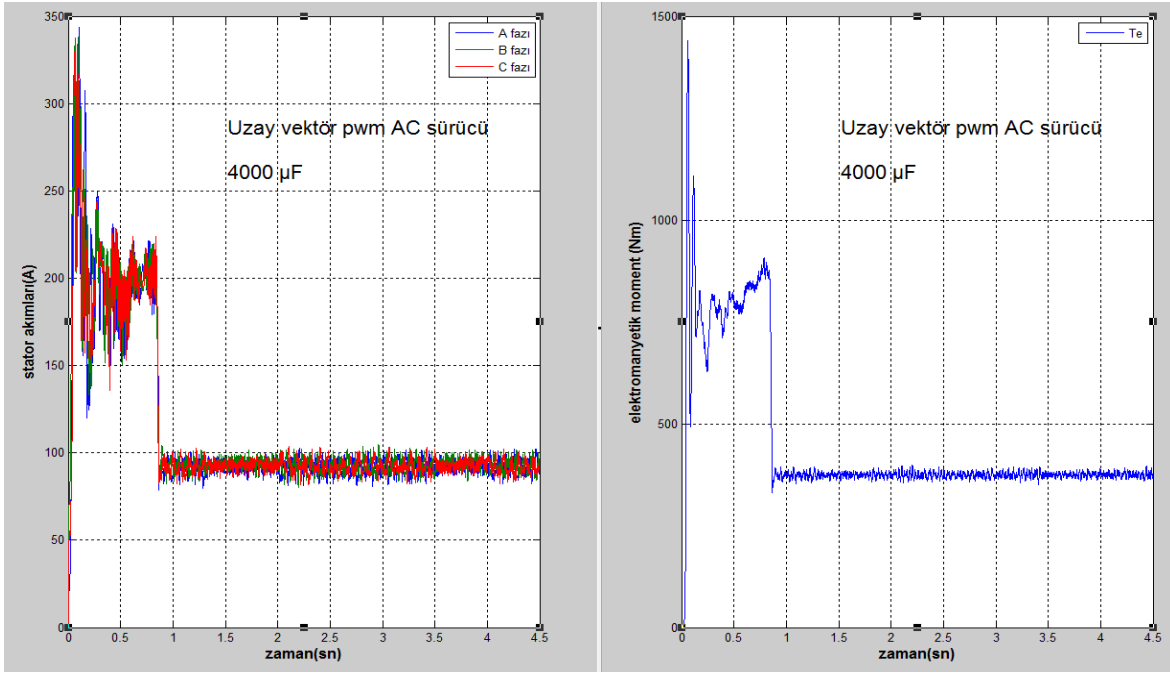 350
300
250
200
150
100
50
0
stator akımları(A)
A fazı
B fazı
C fazı
Uzay vektör pwm AC sürücü
4000 µF
0 0.5 1 1.5 2 2.5 3 3.5 4 4.5
zaman(sn)
1500
1000
500
0
elektromanyetik moment (Nm)
Te
Uzay vektör pwm AC sürücü
4000 µF
0 0.5 1 1.5 2 2.5 3 3.5 4 4.5
zaman(sn)